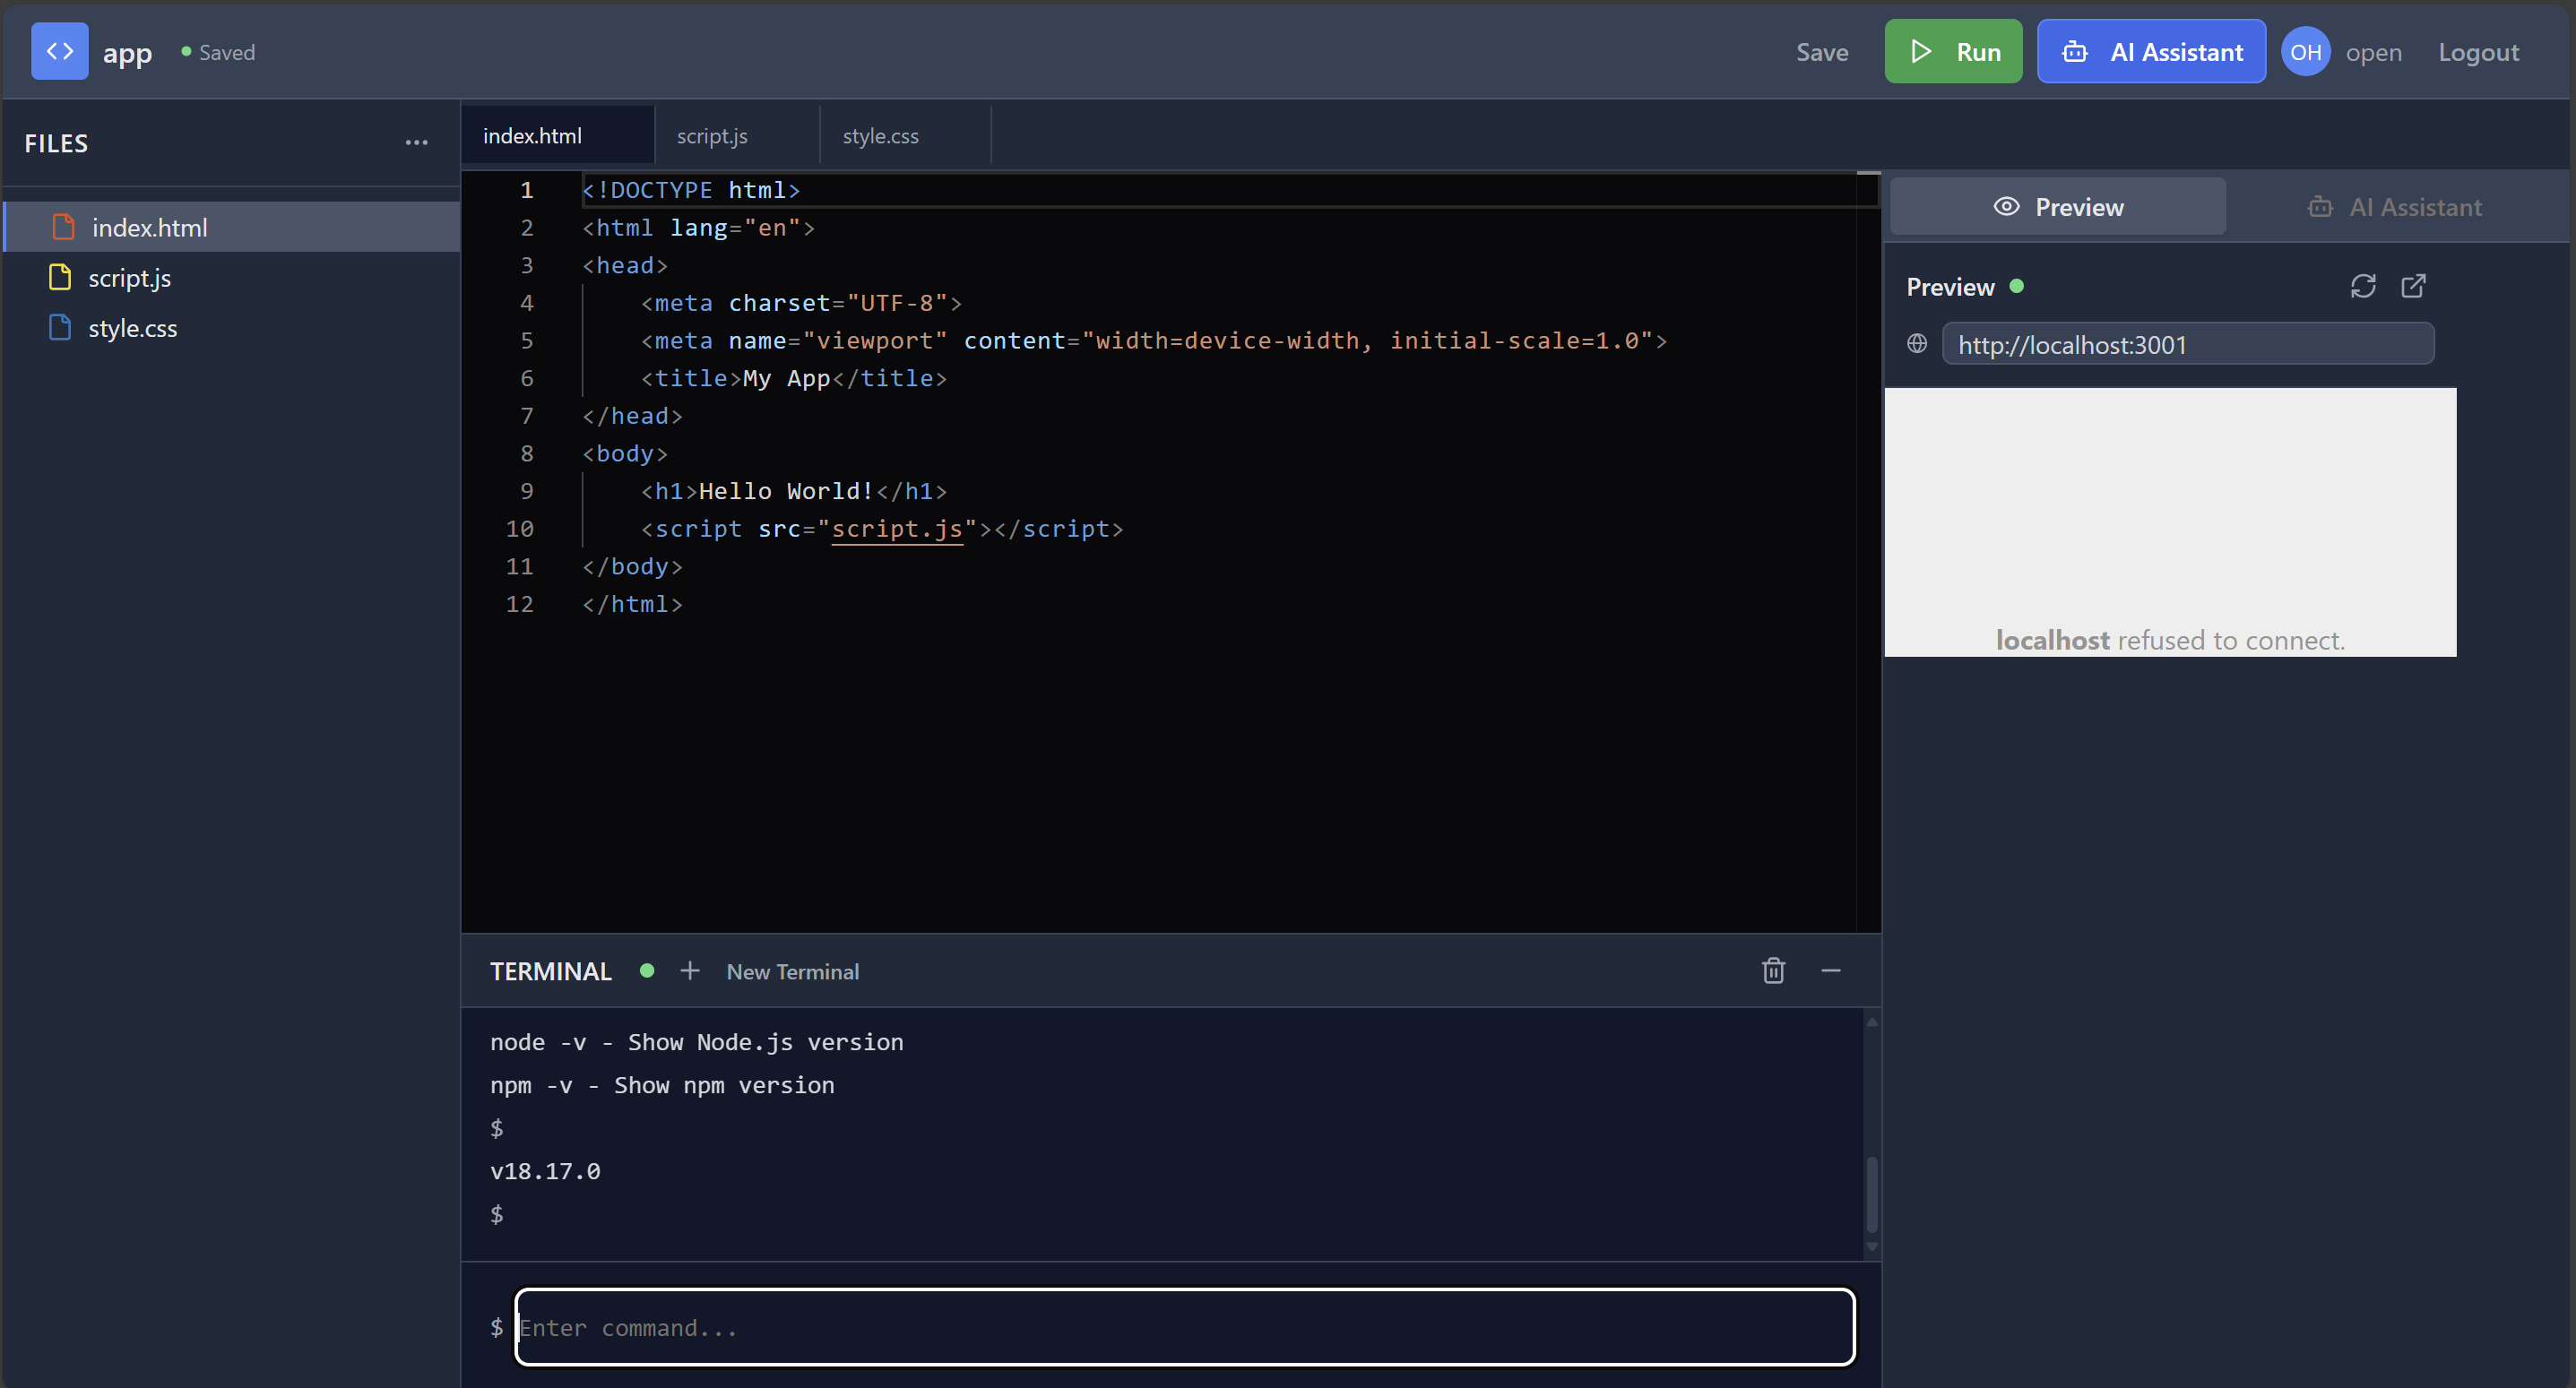 <> app Saved Save Run AI Assistant OH open Logout
FILES ...
index.html
script.js
style.css
index.html script.js style.css
1 <!DOCTYPE html>
2 <html lang="en">
3 <head>
4 <meta charset="UTF-8">
5 <meta name="viewport" content="width=device-width, initial-scale=1.0">
6 <title>My App</title>
7 </head>
8 <body>
9 <h1>Hello World!</h1>
10 <script src="script.js"></script>
11 </body>
12 </html>
TERMINAL + New Terminal
node -v - Show Node.js version
npm -v - Show npm version
$
v18.17.0
$
$ Enter command...
Preview AI Assistant
Preview
http://localhost:3001
localhost refused to connect.